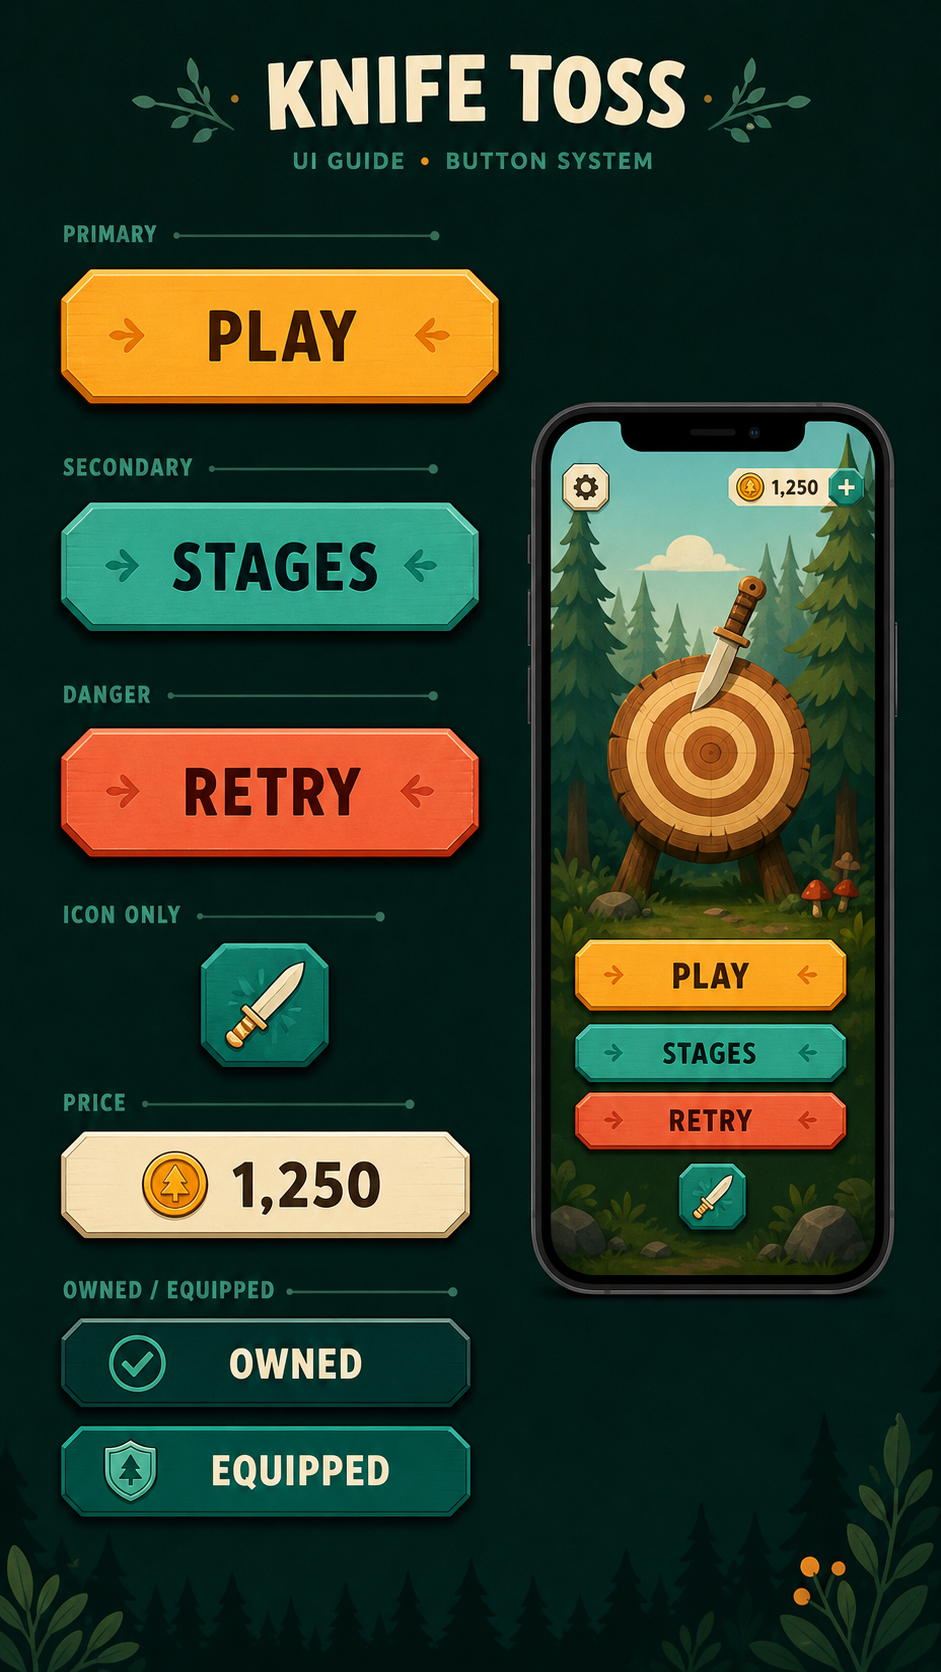 KNIFE TOSS
UI GUIDE • BUTTON SYSTEM
PRIMARY
PLAY
SECONDARY
STAGES
DANGER
RETRY
ICON ONLY
PRICE
1,250
OWNED / EQUIPPED
OWNED
EQUIPPED
1,250
PLAY
STAGES
RETRY